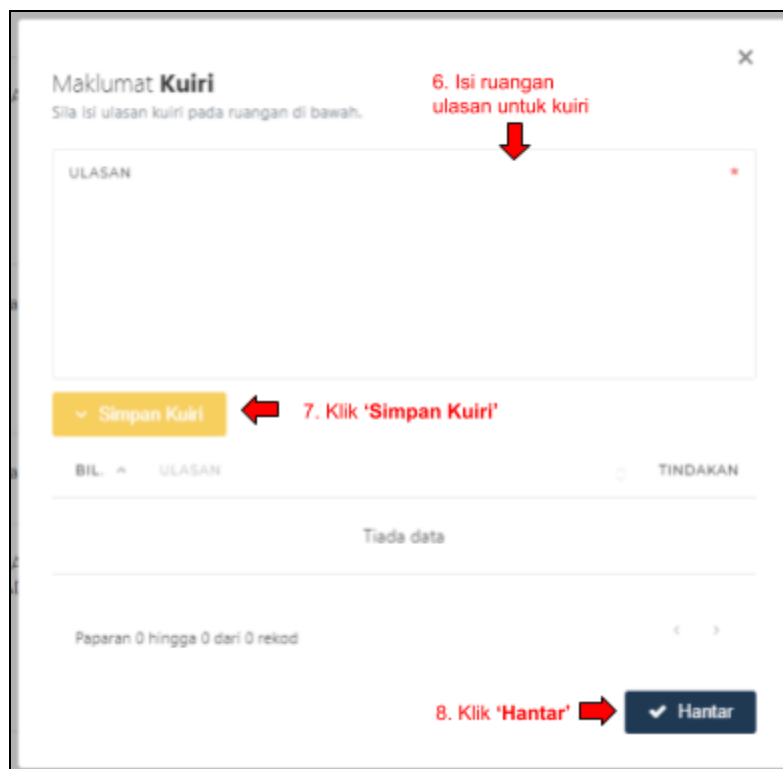 Maklumat Kuiri
Sila isi ulasan kuiri pada ruangan di bawah.
6. Isi ruangan
ulasan untuk kuiri
ULASAN *
Simpan Kuiri
7. Klik ‘Simpan Kuiri’
BIL. ULASAN TINDAKAN
Tiada data
Paparan 0 hingga 0 dari 0 rekod
8. Klik ‘Hantar’
Hantar